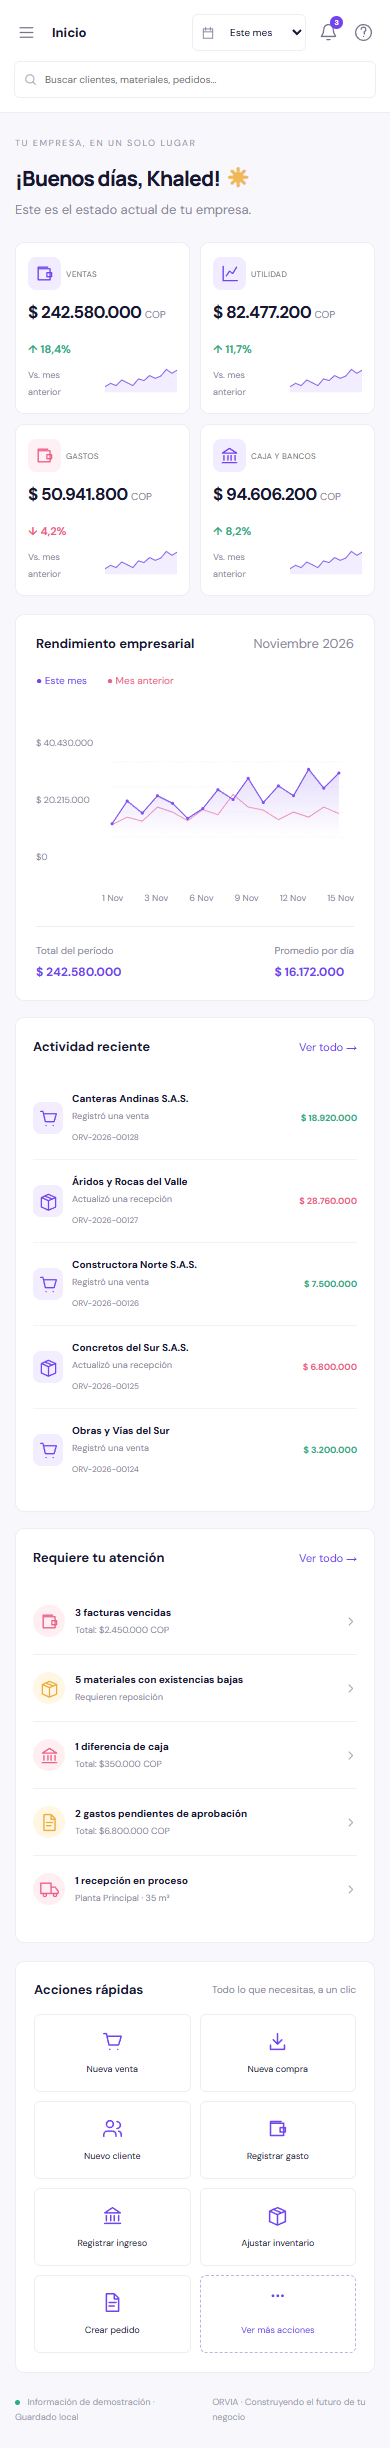 Inicio
Este mes
3
Buscar clientes, materiales, pedidos...
TU EMPRESA, EN UN SOLO LUGAR
¡Buenos días, Khaled! ☀️
Este es el estado actual de tu empresa.
VENTAS
$ 242.580.000 COP
↑ 18,4%
Vs. mes
anterior
UTILIDAD
$ 82.477.200 COP
↑ 11,7%
Vs. mes
anterior
GASTOS
$ 50.941.800 COP
↓ 4,2%
Vs. mes
anterior
CAJA Y BANCOS
$ 94.606.200 COP
↑ 8,2%
Vs. mes
anterior
Rendimiento empresarial
Noviembre 2026
Este mes
Mes anterior
$ 40.430.000
$ 20.215.000
$0
1 Nov
3 Nov
6 Nov
9 Nov
12 Nov
15 Nov
Total del período
$ 242.580.000
Promedio por día
$ 16.172.000
Actividad reciente
Ver todo →
Canteras Andinas S.A.S.
Registró una venta
ORV-2026-00128
$ 18.920.000
Áridos y Rocas del Valle
Actualizó una recepción
ORV-2026-00127
$ 28.760.000
Constructora Norte S.A.S.
Registró una venta
ORV-2026-00126
$ 7.500.000
Concretos del Sur S.A.S.
Actualizó una recepción
ORV-2026-00125
$ 6.800.000
Obras y Vías del Sur
Registró una venta
ORV-2026-00124
$ 3.200.000
Requiere tu atención
Ver todo →
3 facturas vencidas
Total: $2.450.000 COP
5 materiales con existencias bajas
Requieren reposición
1 diferencia de caja
Total: $350.000 COP
2 gastos pendientes de aprobación
Total: $6.800.000 COP
1 recepción en proceso
Planta Principal · 35 m³
Acciones rápidas
Todo lo que necesitas, a un clic
Nueva venta
Nueva compra
Nuevo cliente
Registrar gasto
Registrar ingreso
Ajustar inventario
Crear pedido
Ver más acciones
Información de demostración ·
Guardado local
ORVIA · Construyendo el futuro de tu
negocio